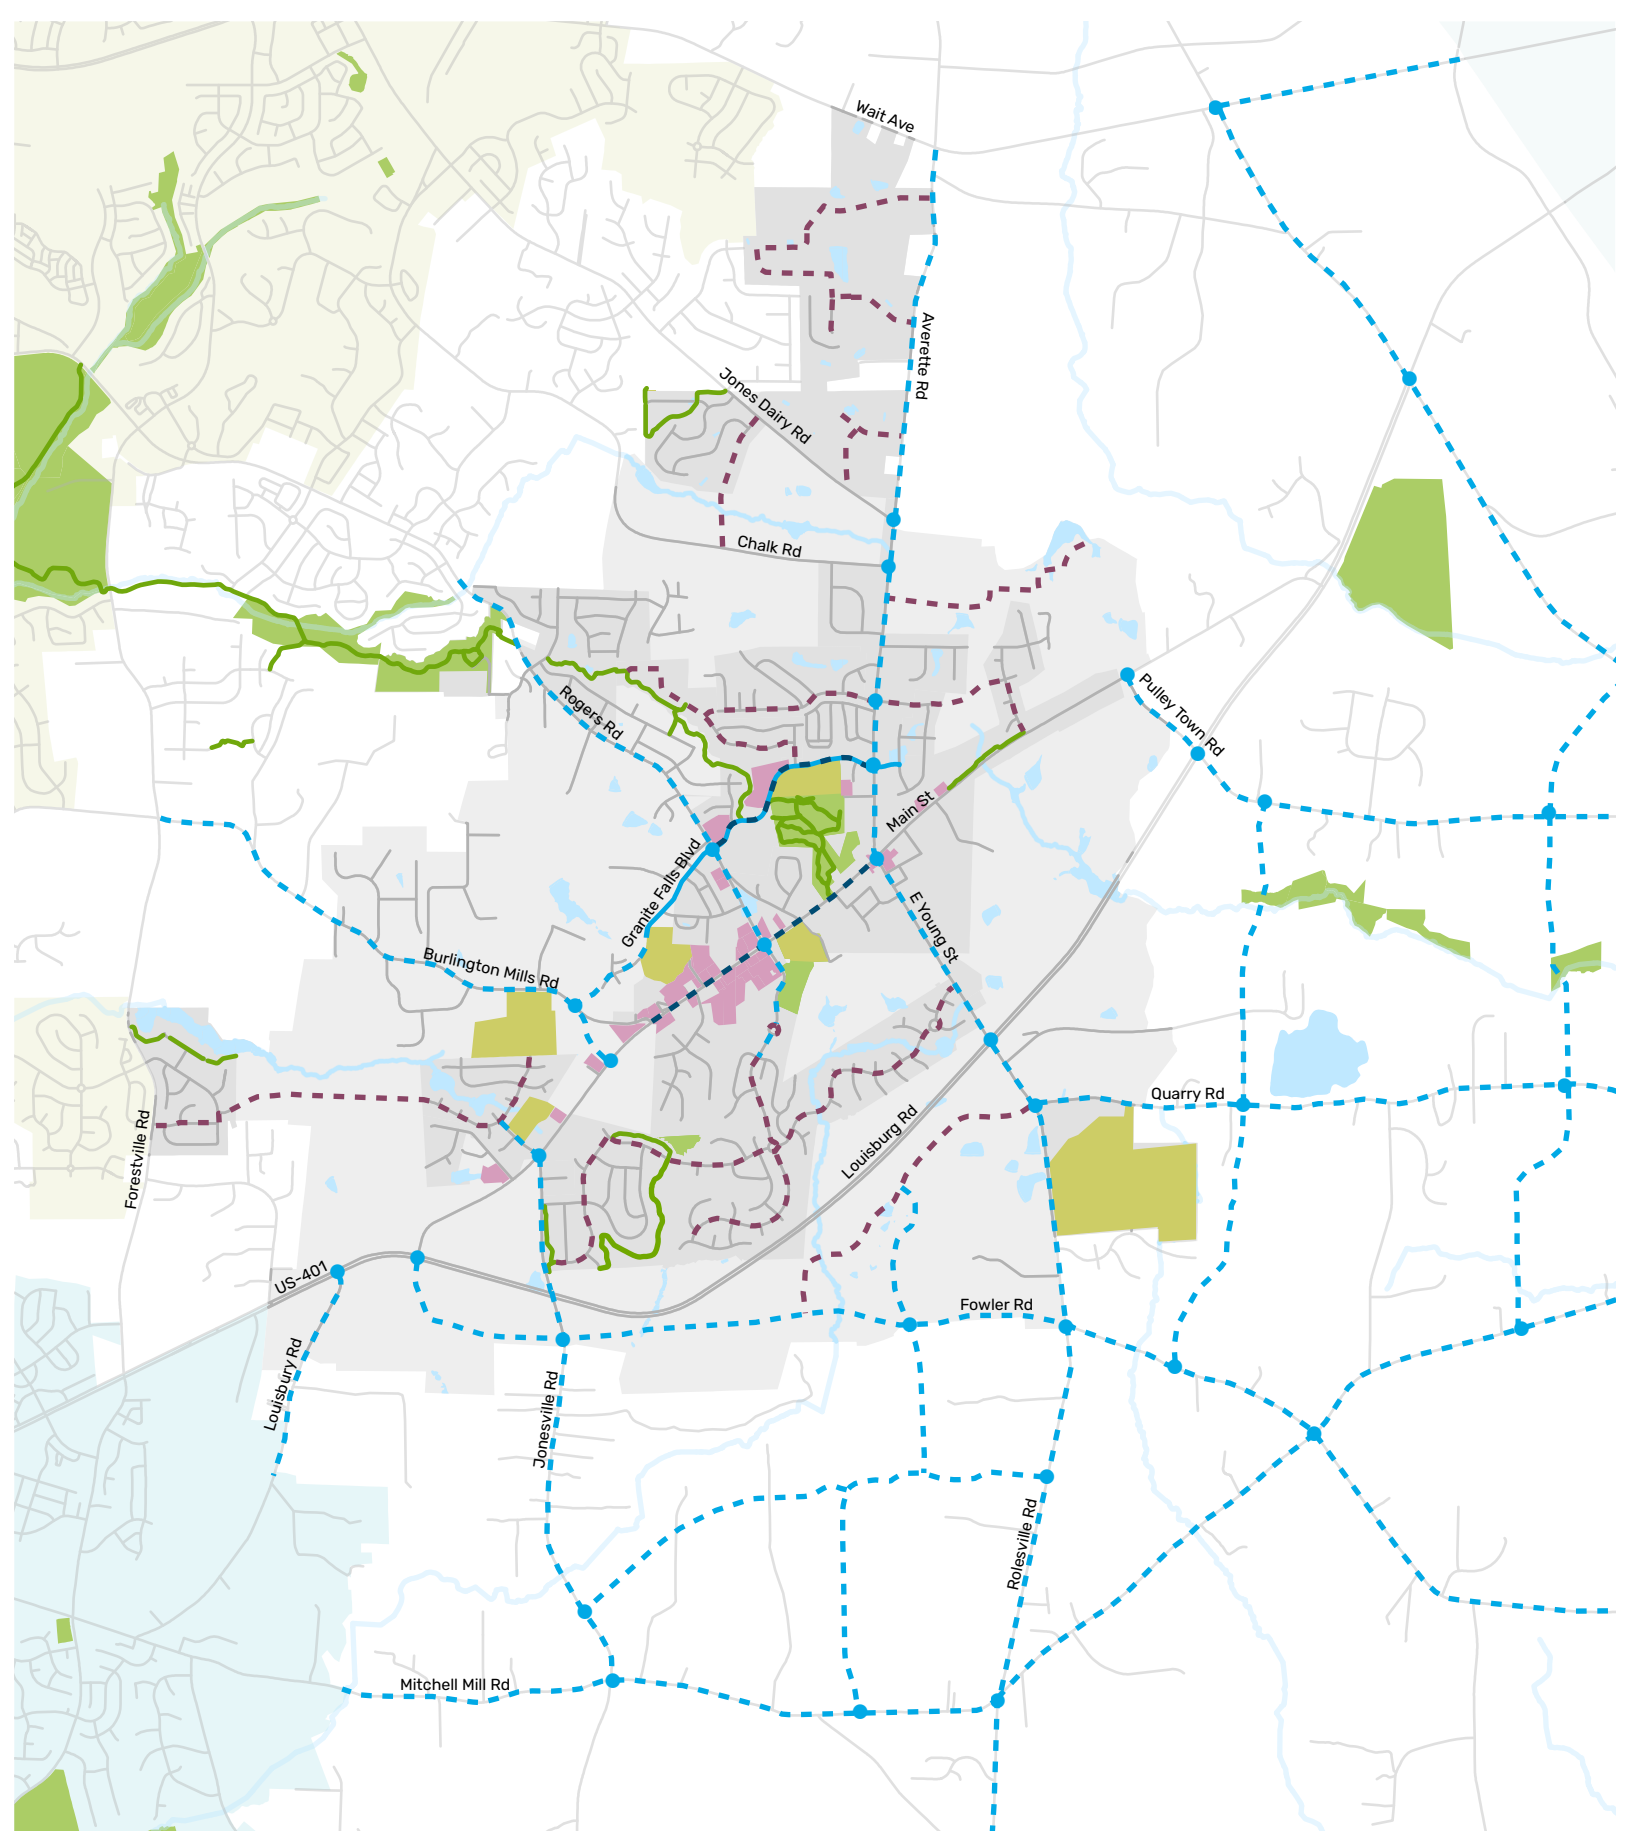 Wait Ave
Averette Rd
Jones Dairy Rd
Chalk Rd
Rogers Rd
Pulley Town Rd
Main St
Granite Falls Blvd
E Young St
Burlington Mills Rd
Quarry Rd
Forestville Rd
Louisburg Rd
US-401
Fowler Rd
Louisbury Rd
Jonesville Rd
Rolesville Rd
Mitchell Mill Rd